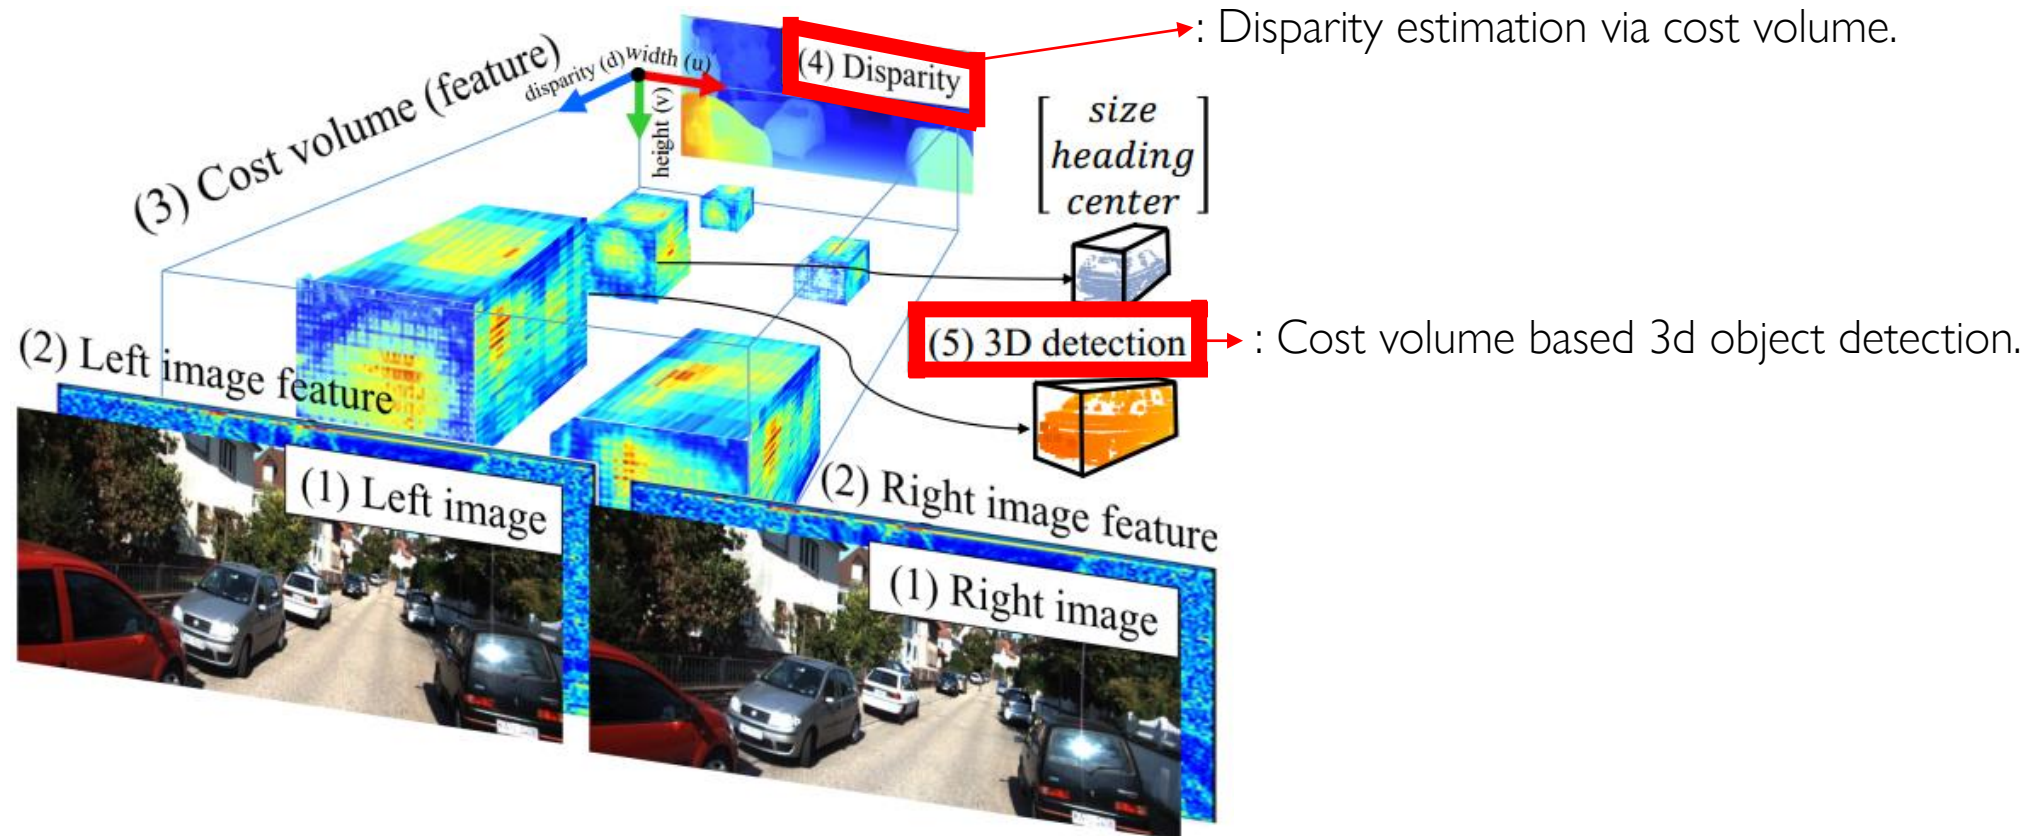 : Disparity estimation via cost volume.
(4) Disparity
width (u)
disparity (d)
height (v)
(3) Cost volume (feature)
size
heading
center
(5) 3D detection
: Cost volume based 3d object detection.
(2) Left image feature
(1) Left image
(2) Right image feature
(1) Right image